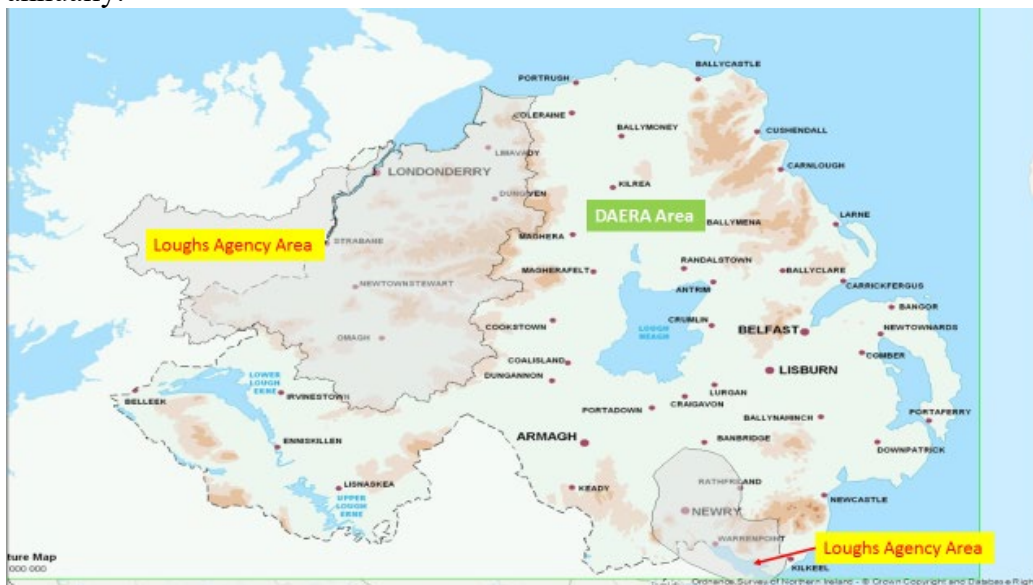 BALLYCASTLE
PORTRUSH
COLERAINE
BALLYMONEY
CUSHENDALL
LIMAVADY
CARNLOUGH
LONDONDERRY
KILREA
DUNGIVEN
DAERA Area
LARNE
BALLYMENA
Loughs Agency Area
STRABANE
MAGHERA
RANDALSTOWN
MAGHERAFELT
BALLYCLARE
ANTRIM
CARRICKFERGUS
NEWTOWNSTEWART
BANGOR
COOKSTOWN
LOUGH
NEAGH
CRUMLIN
BELFAST
NEWTOWNARDS
OMAGH
COALISLAND
COMBER
DUNGANNON
LISBURN
LOWER
LOUGH
ERNE
BELLEEK
IRVINESTOWN
LURGAN
CRAIGAVON
PORTADOWN
BALLYNAHINCH
PORTAFERRY
ENNISKILLEN
ARMAGH
BANBRIDGE
DOWNPATRICK
LISNASKEA
KEADY
RATHFRILAND
NEWCASTLE
UPPER
LOUGH
ERNE
NEWRY
WARRENPOINT
Loughs Agency Area
ture Map
000 000
KILKEEL
Ordnance Survey of Northern Ireland - © Crown Copyright and Database Right